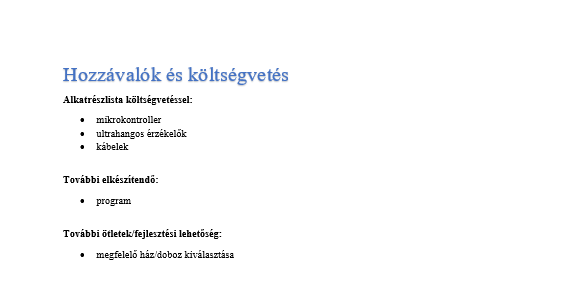 Hozzávalók és költségvetés
Alkatrészlista költségvetéssel:
• mikrokontroller
• ultrahangos érzékelők
• kábelek
További elkészítendő:
• program
További ötletek/fejlesztési lehetőség:
• megfelelő ház/doboz kiválasztása